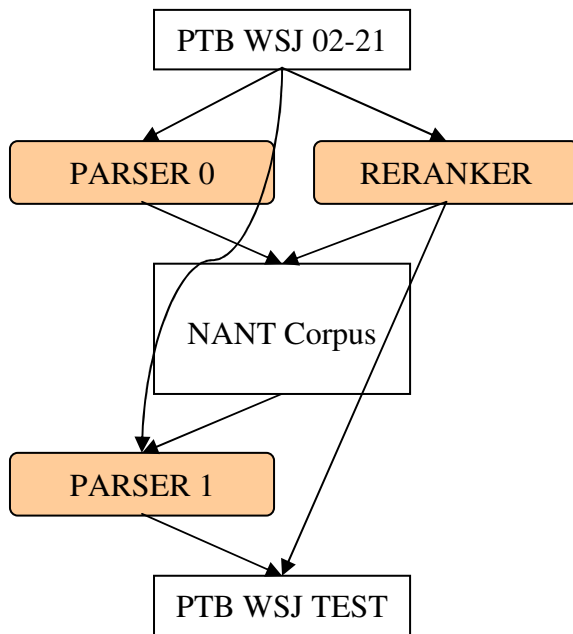 PTB WSJ 02-21
PARSER 0
RERANKER
NANT Corpus
PARSER 1
PTB WSJ TEST